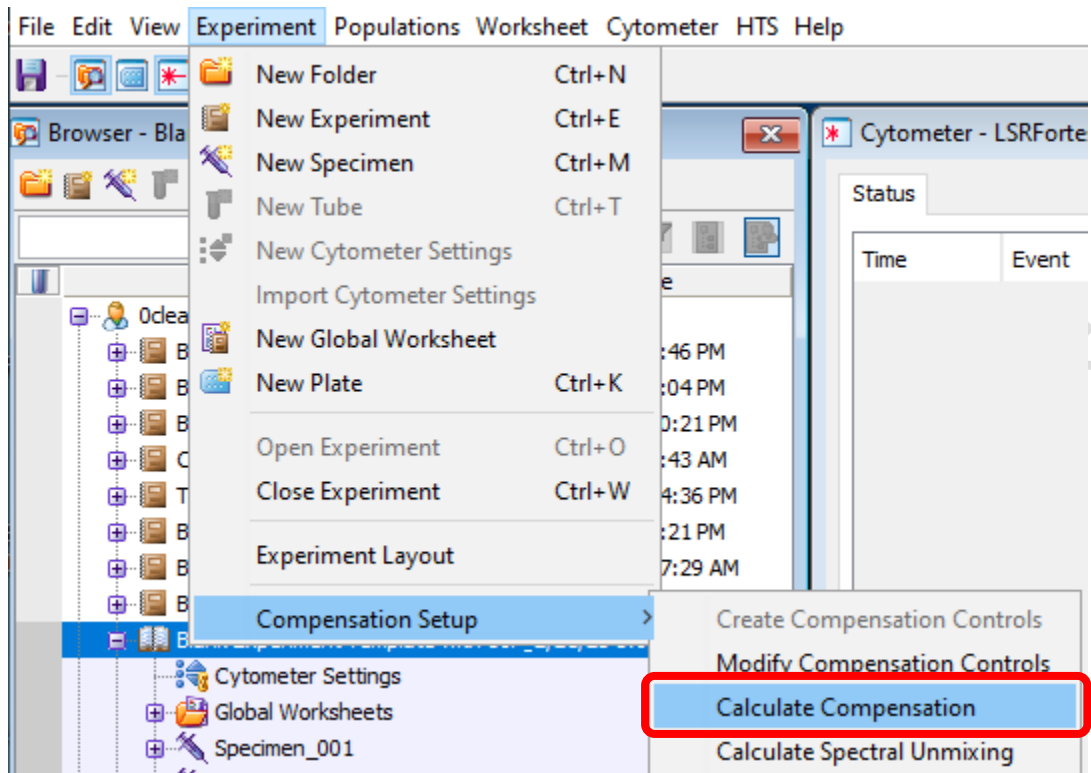 File Edit View Experiment Populations Worksheet Cytometer HTS Help
New Folder Ctrl+N
New Experiment Ctrl+E
New Specimen Ctrl+M
New Tube Ctrl+T
New Cytometer Settings
Import Cytometer Settings
New Global Worksheet
New Plate Ctrl+K
Open Experiment Ctrl+O
Close Experiment Ctrl+W
Experiment Layout
Compensation Setup
Create Compensation Controls
Modify Compensation Controls
Calculate Compensation
Calculate Spectral Unmixing
Browser - Bla
0clea
B :46 PM
B :04 PM
B 0:21 PM
C :43 AM
T 4:36 PM
B :21 PM
B 7:29 AM
B
Cytometer Settings
Global Worksheets
Specimen_001
Cytometer - LSRForte
Status
Time Event